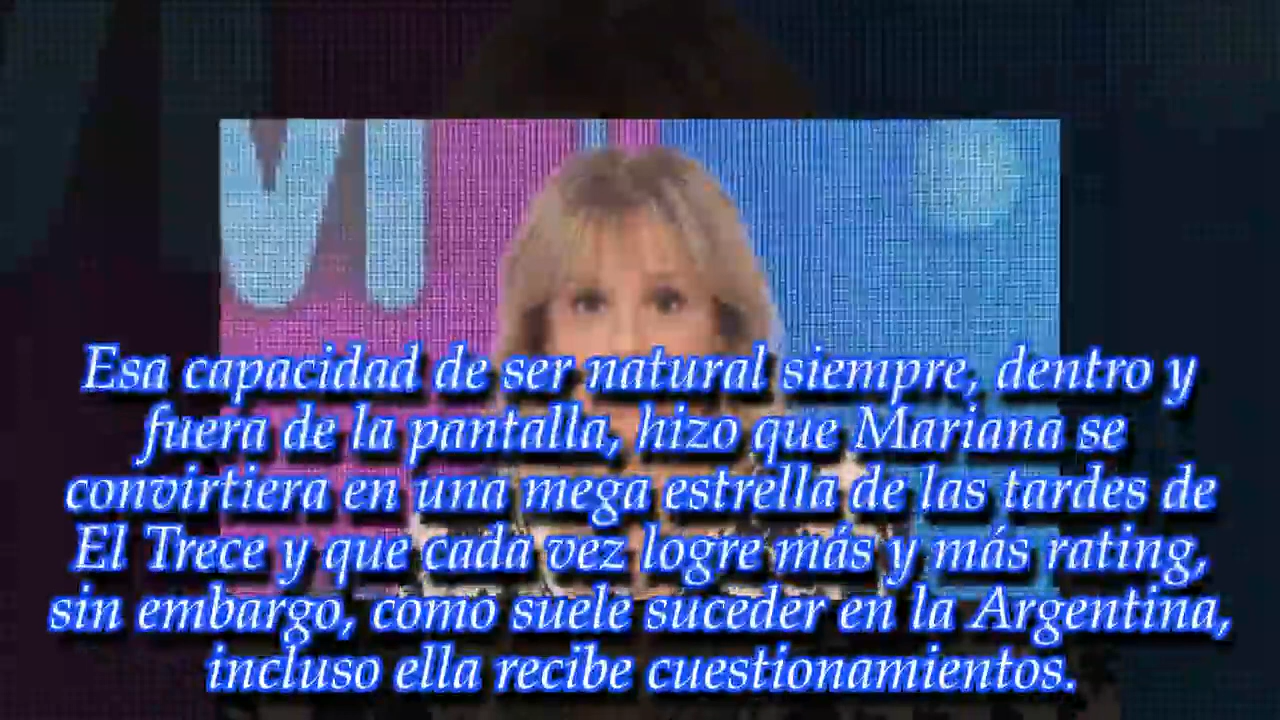 Esa capacidad de ser natural siempre, dentro y
fuera de la pantalla, hizo que Mariana se
convirtiera en una mega estrella de las tardes de
El Trece y que cada vez logre más y más rating,
sin embargo, como suele suceder en la Argentina,
incluso ella recibe cuestionamientos.